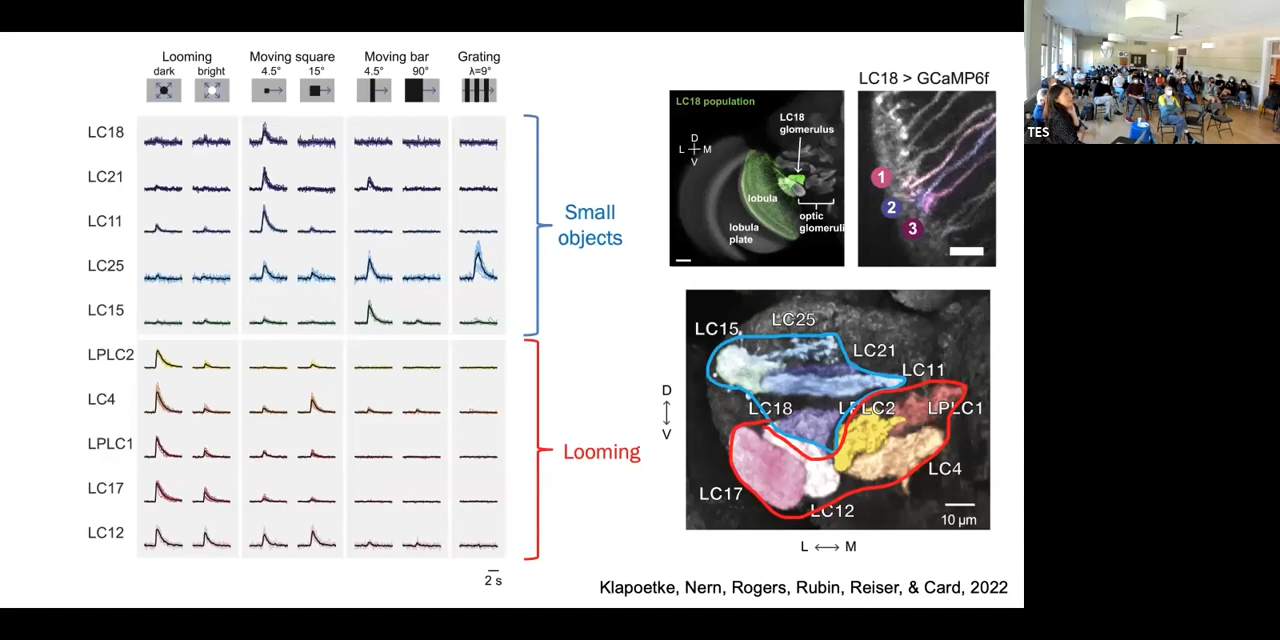 Looming
Moving square
Moving bar
Grating
dark
bright
4.5°
15°
4.5°
90°
λ=9°
LC18
LC21
LC11
LC25
LC15
LPLC2
LC4
LPLC1
LC17
LC12
2 s
Small
objects
Looming
LC18 population
D
L
M
V
LC18
glomerulus
lobula
lobula
plate
optic
glomeruli
LC18 > GCaMP6f
1
2
3
D
V
LC15
LC25
LC21
LC11
LC18
LPLC2
LPLC1
LC4
LC17
LC12
10 µm
L
M
Klapoetke, Nern, Rogers, Rubin, Reiser, & Card, 2022
TES